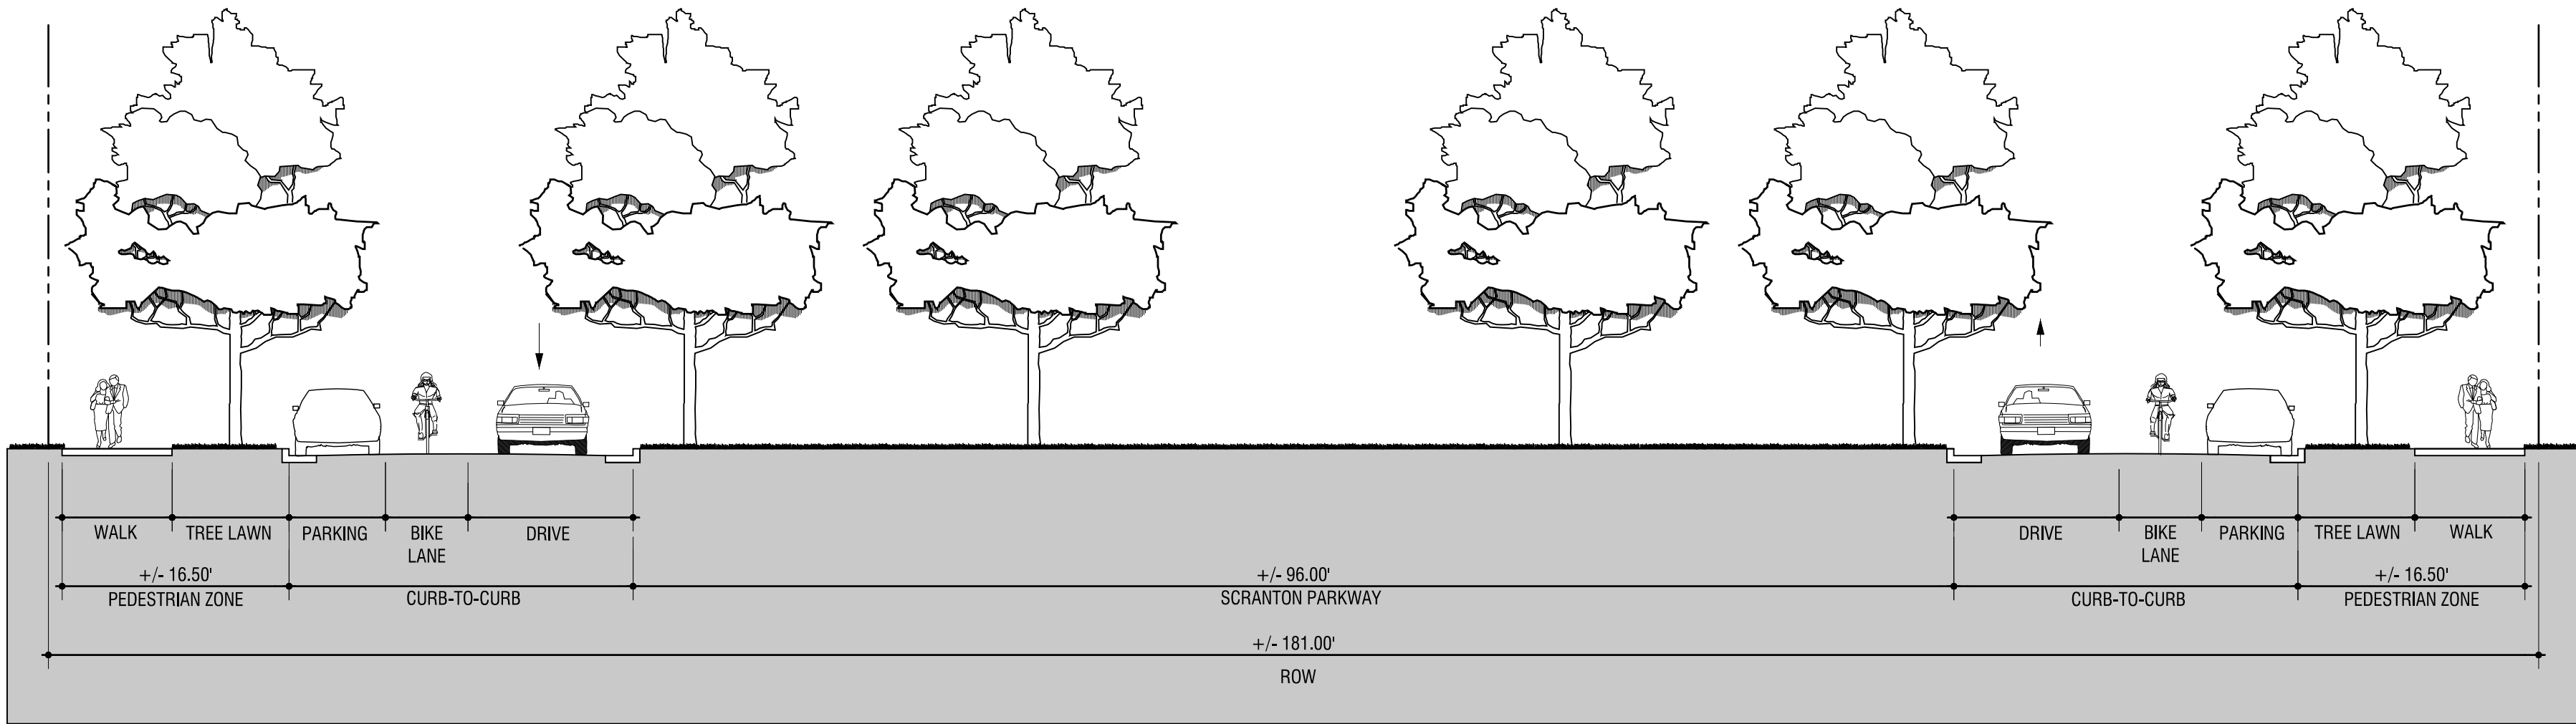 WALK
TREE LAWN
PARKING
BIKE
LANE
DRIVE
DRIVE
BIKE
LANE
PARKING
TREE LAWN
WALK
+/- 16.50'
PEDESTRIAN ZONE
CURB-TO-CURB
+/- 96.00'
SCRANTON PARKWAY
CURB-TO-CURB
+/- 16.50'
PEDESTRIAN ZONE
+/- 181.00'
ROW